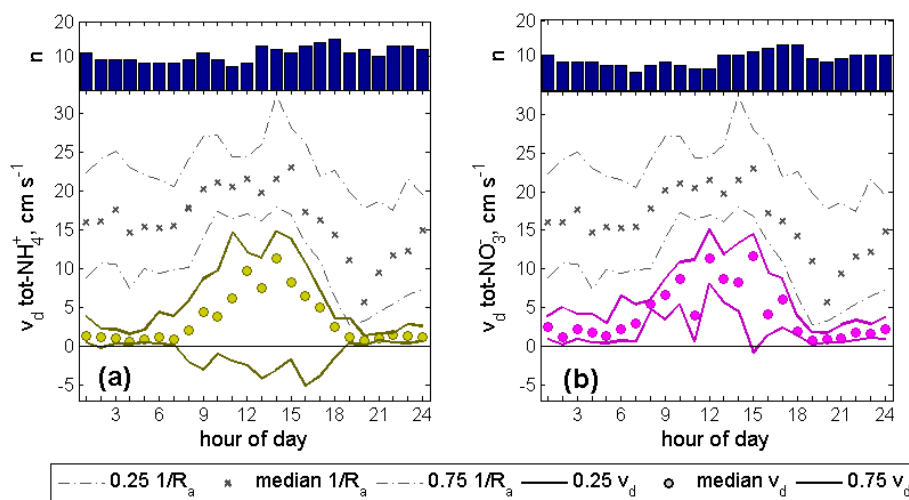 20
10
n
30
25
20
15
10
5
0
-5
v_d tot-NH₄⁺, cm s⁻¹
(a)
3 6 9 12 15 18 21 24
hour of day
20
10
n
30
25
20
15
10
5
0
-5
v_d tot-NO₃⁻, cm s⁻¹
(b)
3 6 9 12 15 18 21 24
hour of day
0.25 1/R_a median 1/R_a 0.75 1/R_a 0.25 v_d median v_d 0.75 v_d